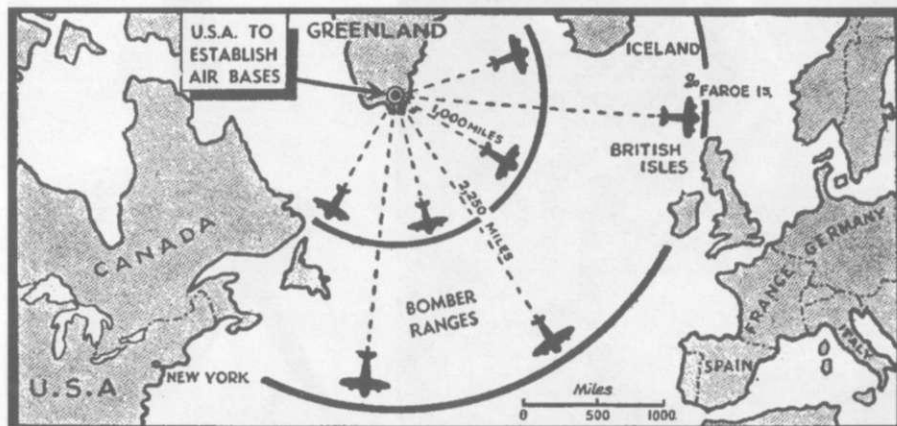 U.S.A. TO
ESTABLISH
AIR BASES
GREENLAND
ICELAND
FAROE IS.
1,000 MILES
BRITISH
ISLES
2,250 MILES
CANADA
GERMANY
FRANCE
BOMBER
RANGES
ITALY
NEW YORK
SPAIN
U.S.A
Miles
0 500 1000